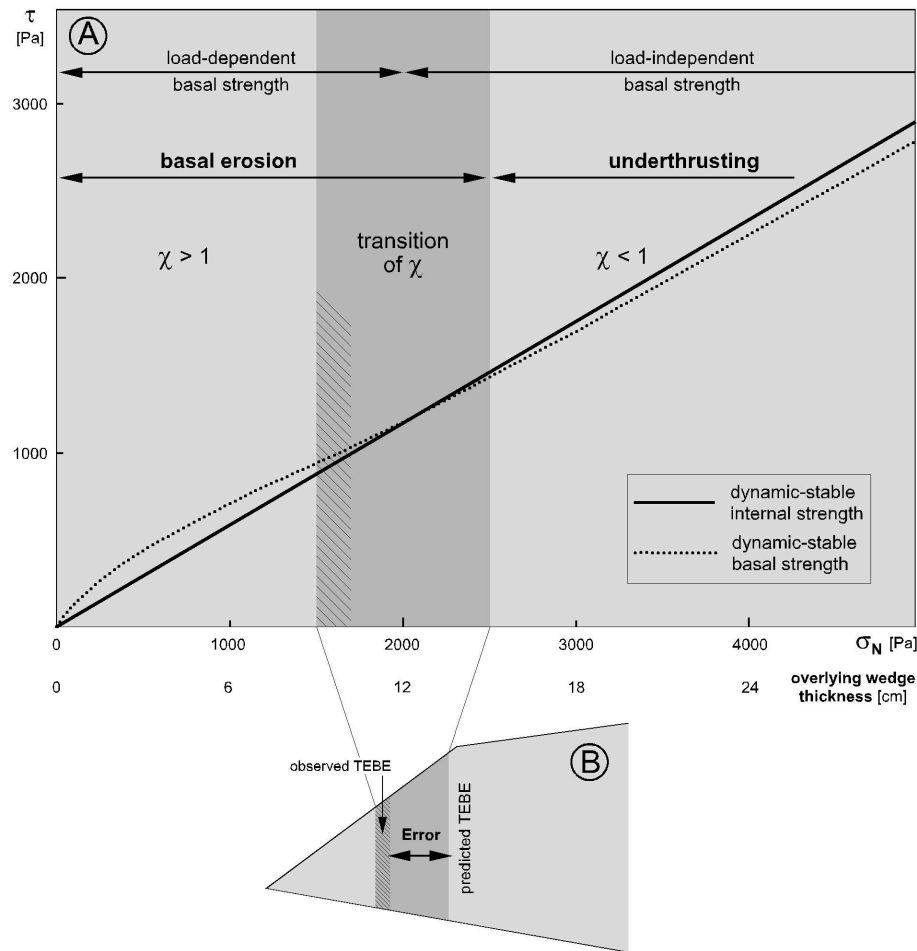 τ
[Pa]
A
load-dependent
basal strength
load-independent
basal strength
3000
basal erosion
underthrusting
transition
of χ
χ > 1
χ < 1
2000
1000
dynamic-stable
internal strength
dynamic-stable
basal strength
0
1000
2000
3000
4000
σN [Pa]
0
6
12
18
24
overlying wedge
thickness [cm]
B
observed TEBE
Error
predicted TEBE